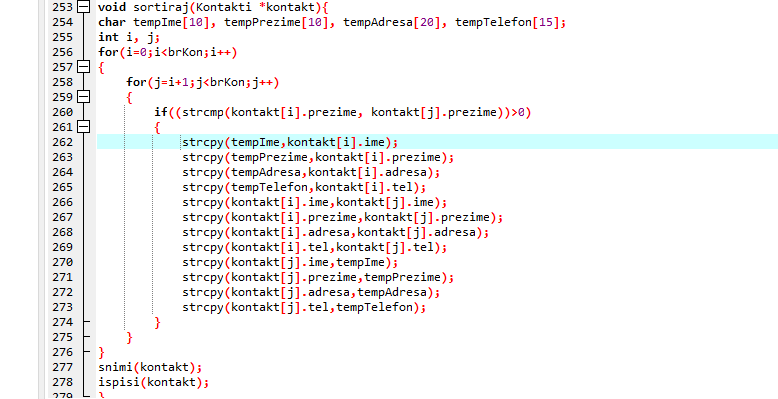 253 void sortiraj(Kontakti *kontakt){
254 char tempIme[10], tempPrezime[10], tempAdresa[20], tempTelefon[15];
255 int i, j;
256 for(i=0;i<brKon;i++)
257 {
258     for(j=i+1;j<brKon;j++)
259     {
260         if((strcmp(kontakt[i].prezime, kontakt[j].prezime))>0)
261         {
262             strcpy(tempIme,kontakt[i].ime);
263             strcpy(tempPrezime,kontakt[i].prezime);
264             strcpy(tempAdresa,kontakt[i].adresa);
265             strcpy(tempTelefon,kontakt[i].tel);
266             strcpy(kontakt[i].ime,kontakt[j].ime);
267             strcpy(kontakt[i].prezime,kontakt[j].prezime);
268             strcpy(kontakt[i].adresa,kontakt[j].adresa);
269             strcpy(kontakt[i].tel,kontakt[j].tel);
270             strcpy(kontakt[j].ime,tempIme);
271             strcpy(kontakt[j].prezime,tempPrezime);
272             strcpy(kontakt[j].adresa,tempAdresa);
273             strcpy(kontakt[j].tel,tempTelefon);
274         }
275     }
276 }
277 snimi(kontakt);
278 ispisi(kontakt);
279 }